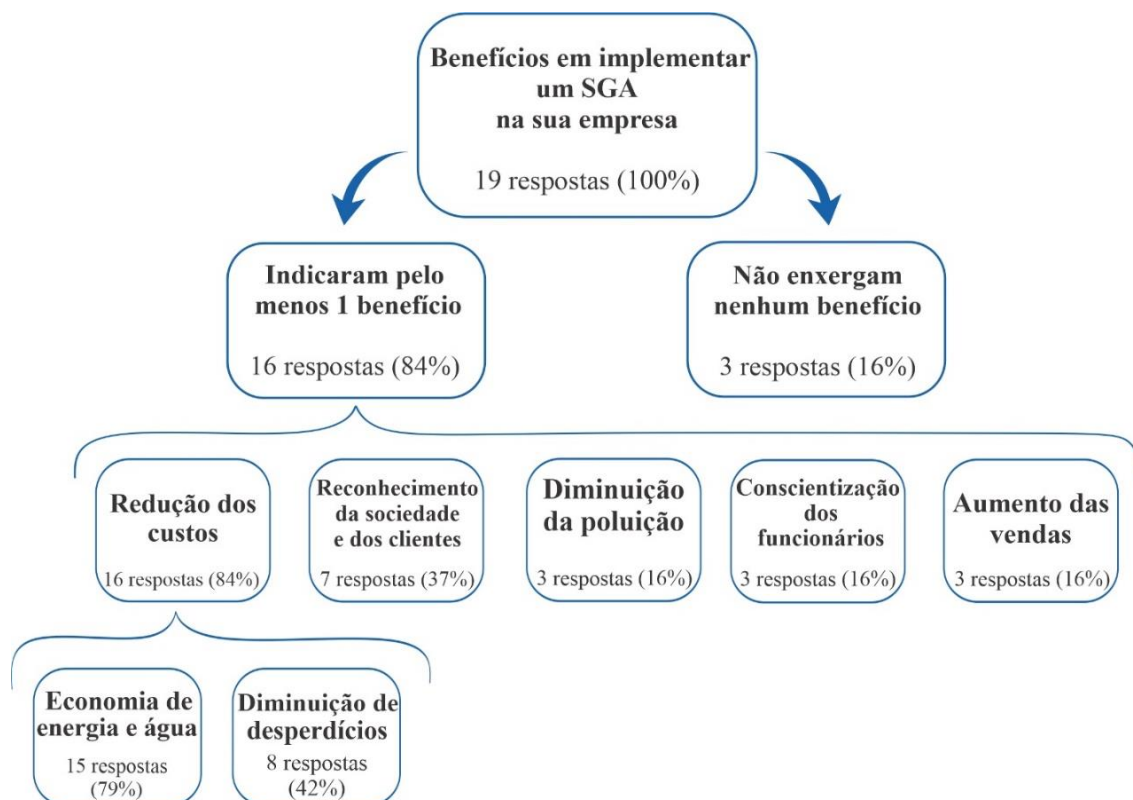 Benefícios em implementar
um SGA
na sua empresa
19 respostas (100%)
Indicaram pelo
menos 1 benefício
16 respostas (84%)
Não enxergam
nenhum benefício
3 respostas (16%)
Redução dos
custos
16 respostas (84%)
Reconhecimento
da sociedade
e dos clientes
7 respostas (37%)
Diminuição
da poluição
3 respostas (16%)
Conscientização
dos
funcionários
3 respostas (16%)
Aumento das
vendas
3 respostas (16%)
Economia de
energia e água
15 respostas
(79%)
Diminuição de
desperdícios
8 respostas
(42%)